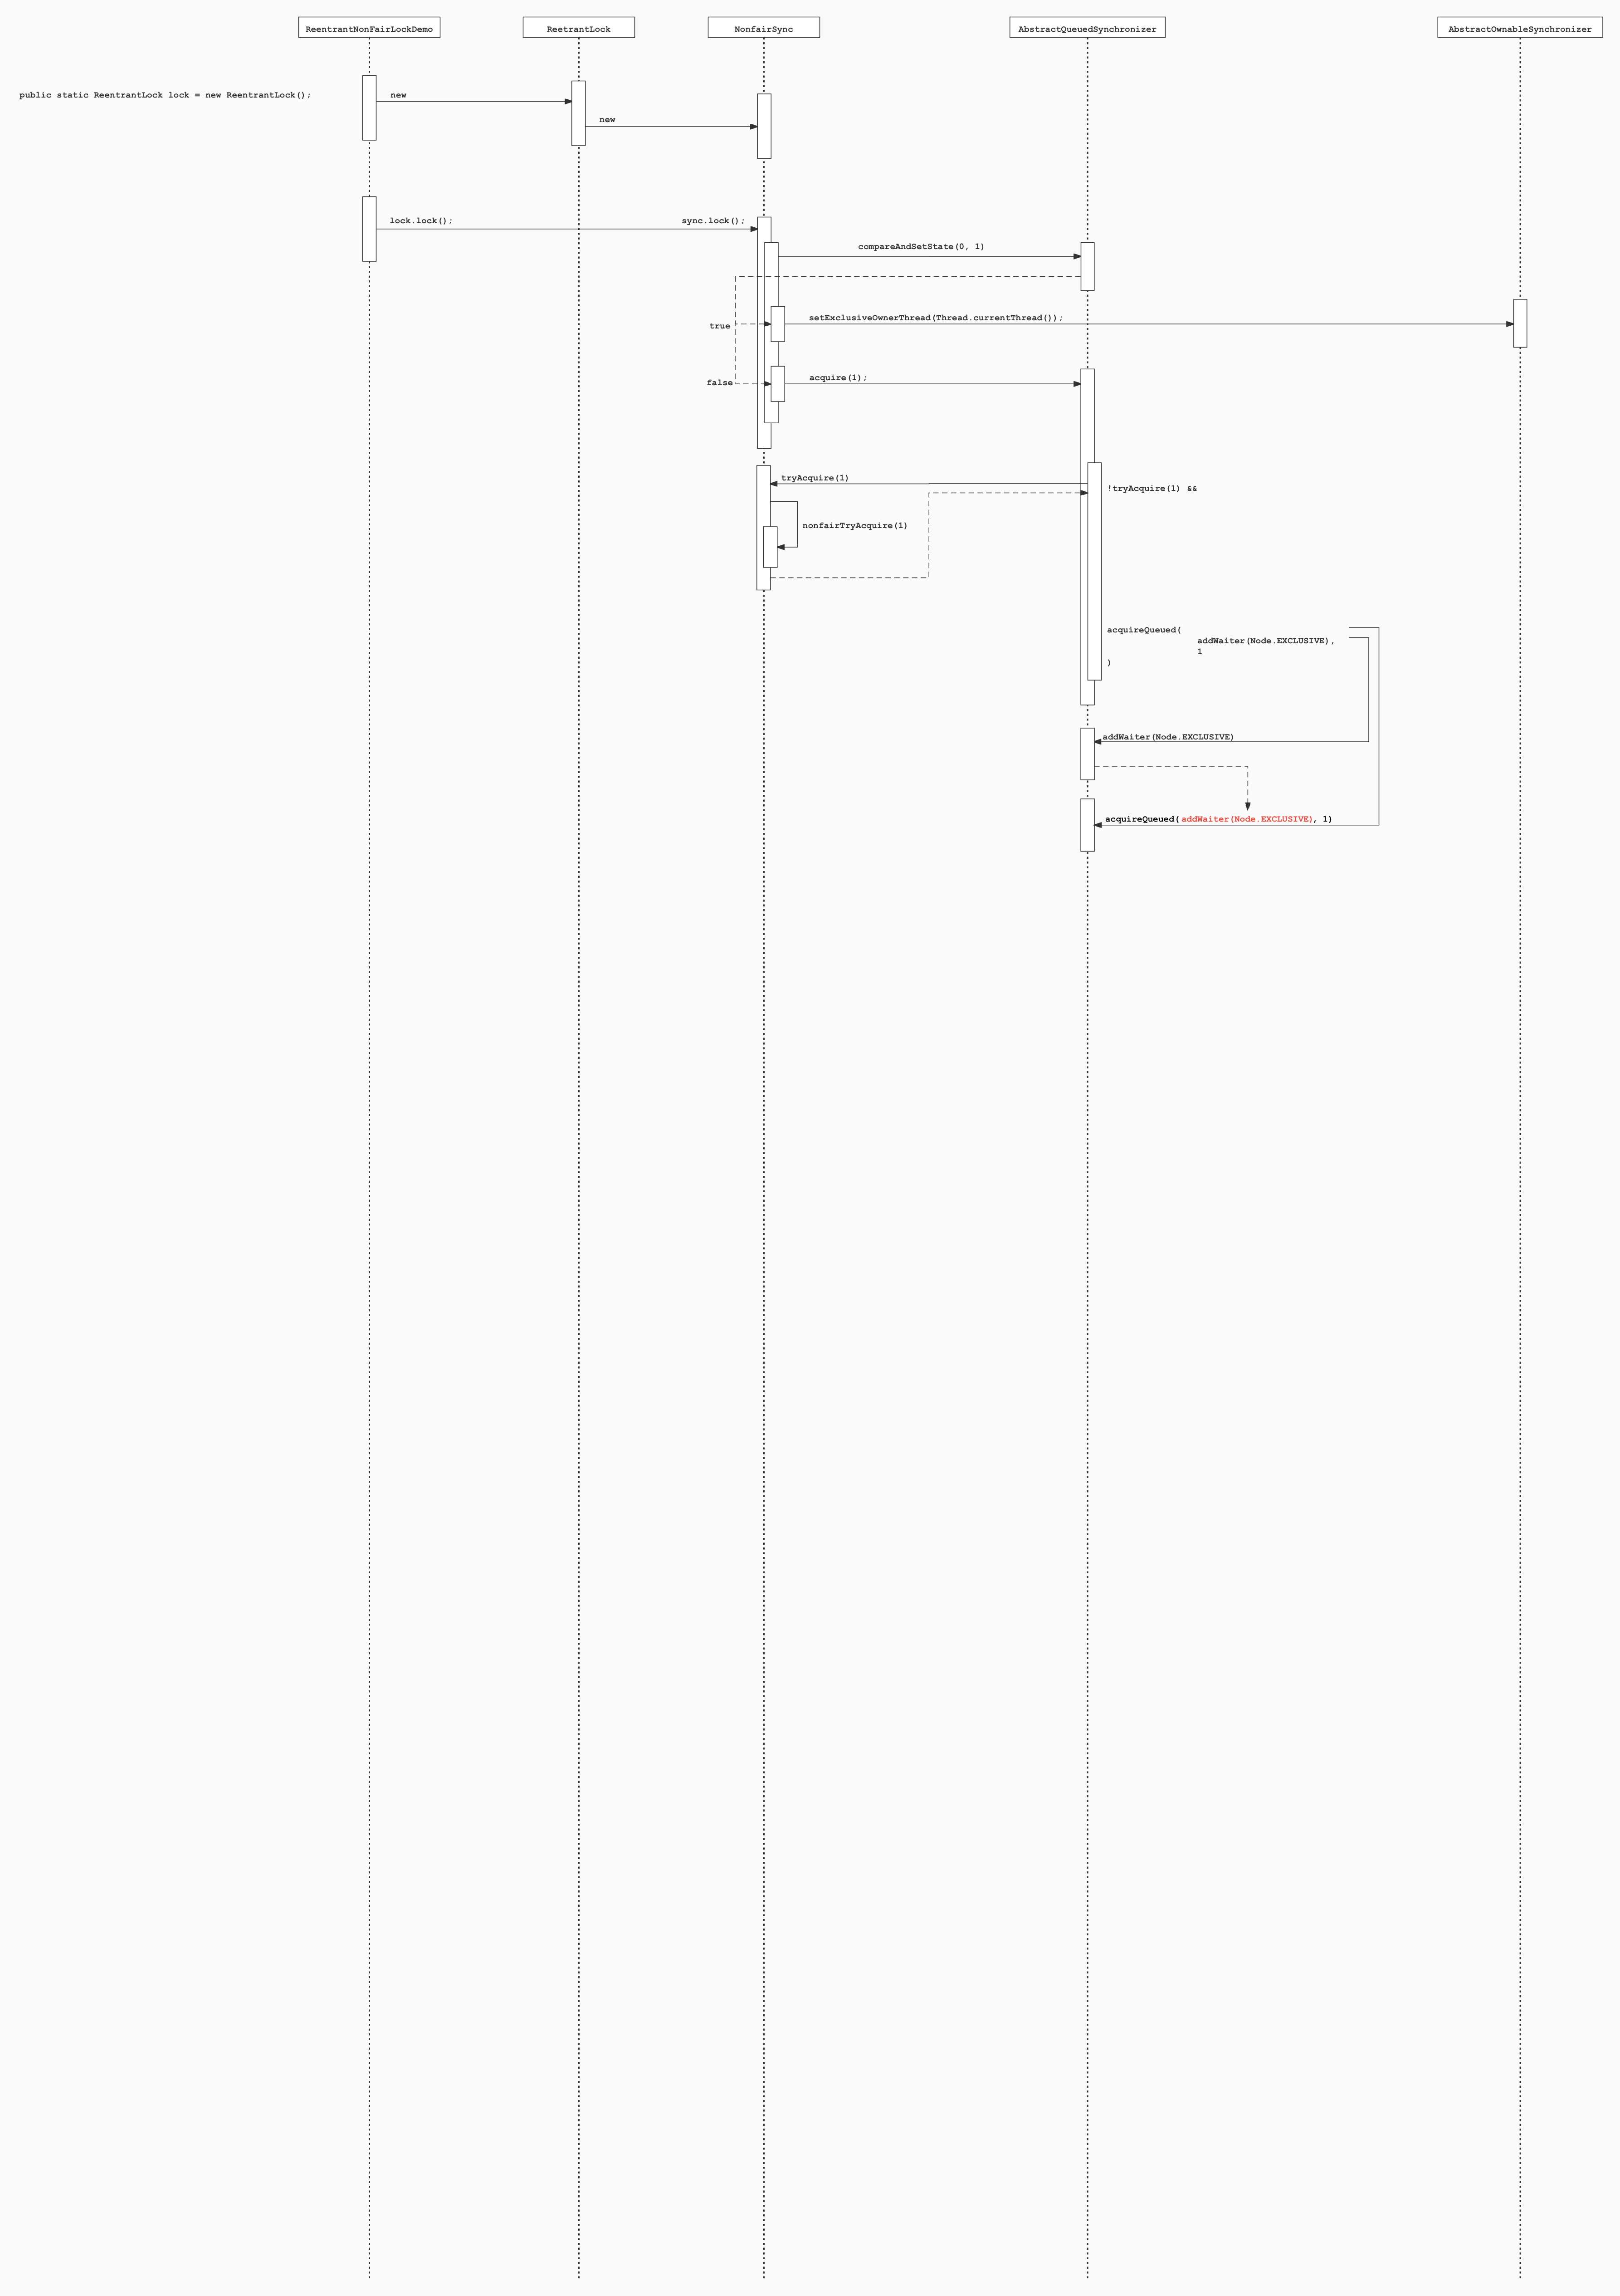 ReentrantNonFairLockDemo
ReetrantLock
NonfairSync
AbstractQueuedSynchronizer
AbstractOwnableSynchronizer
public static ReentrantLock lock = new ReentrantLock();
new
new
lock.lock();
sync.lock();
compareAndSetState(0, 1)
setExclusiveOwnerThread(Thread.currentThread());
true
acquire(1);
false
tryAcquire(1)
!tryAcquire(1) &&
nonfairTryAcquire(1)
acquireQueued(
addWaiter(Node.EXCLUSIVE),
1
)
addWaiter(Node.EXCLUSIVE)
acquireQueued(addWaiter(Node.EXCLUSIVE), 1)